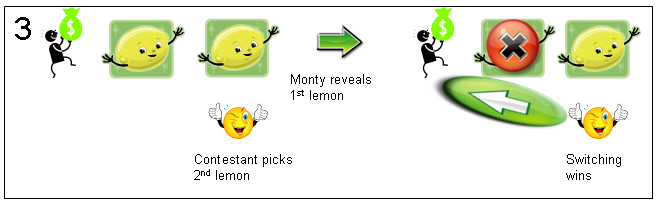 3
$
$
Monty reveals
1st lemon
Contestant picks
2nd lemon
Switching
wins